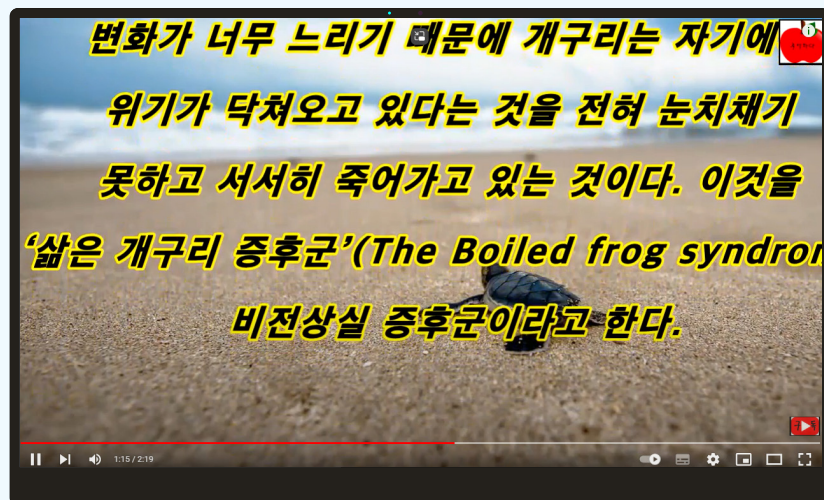 변화가 너무 느리기 때문에 개구리는 자기에
위기가 닥쳐오고 있다는 것을 전혀 눈치채기
못하고 서서히 죽어가고 있는 것이다. 이것을
‘삶은 개구리 증후군’(The Boiled frog syndrom
비전상실 증후군이라고 한다.
1:15 / 2:19